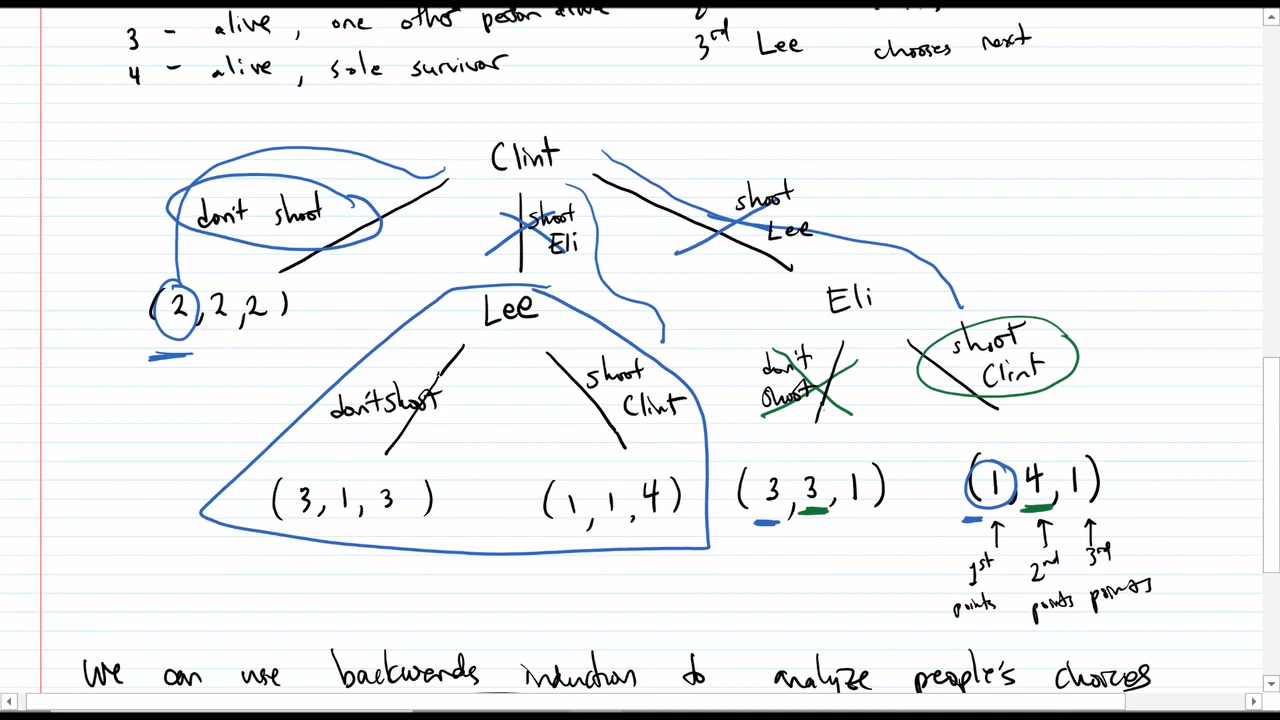 3 - alive, one other person alive
4 - alive, sole survivor
3rd Lee chooses next
Clint
don't shoot
shoot
Eli
shoot
Lee
(2,2,2)
Lee
Eli
don't shoot
shoot
Clint
don't
shoot
shoot
Clint
(3,1,3)
(1,1,4)
(3,3,1)
(1,4,1)
1st
points
2nd
points
3rd
points
We can use backwards induction to analyze people's choices